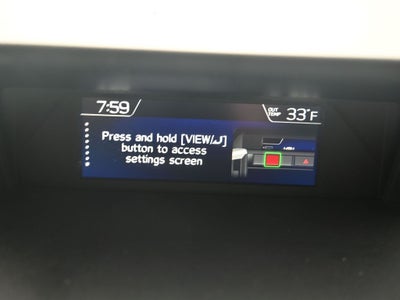 7:59
OUT
TEMP 33°F
Press and hold [VIEW/↲]
button to access
settings screen